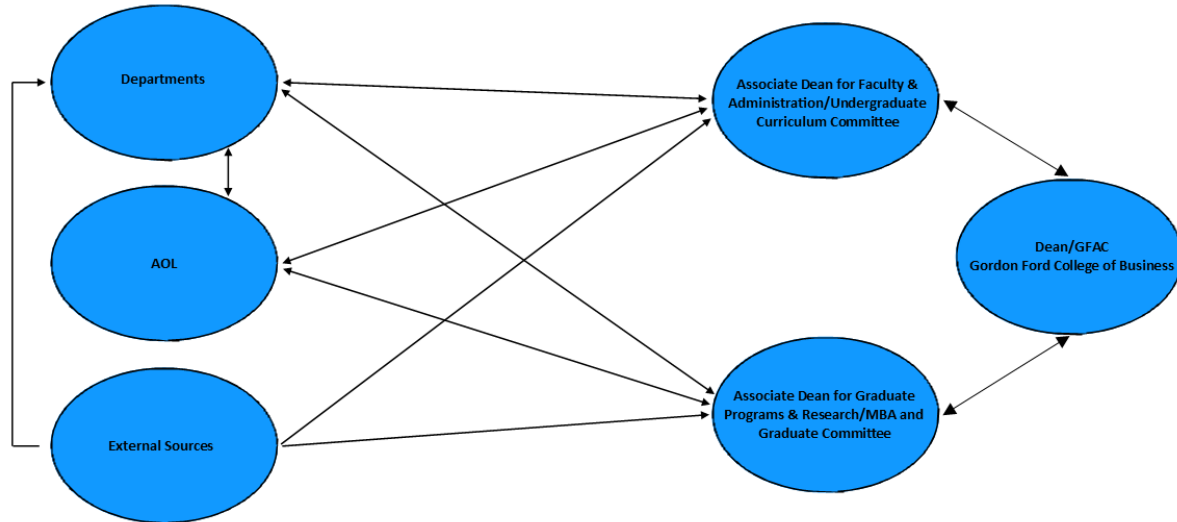 Departments
AOL
External Sources
Associate Dean for Faculty &
Administration/Undergraduate
Curriculum Committee
Associate Dean for Graduate
Programs & Research/MBA and
Graduate Committee
Dean/GFAC
Gordon Ford College of Business